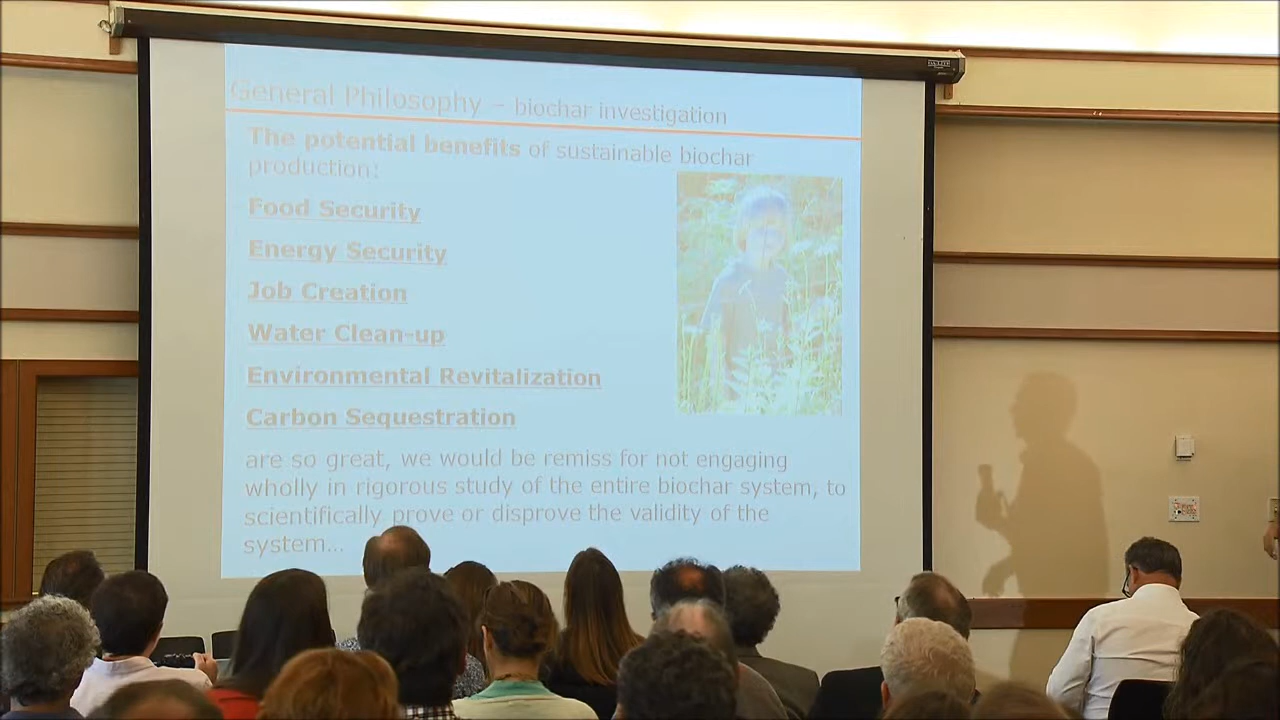 General Philosophy – biochar investigation
The potential benefits of sustainable biochar
production:
Food Security
Energy Security
Job Creation
Water Clean-up
Environmental Revitalization
Carbon Sequestration
are so great, we would be remiss for not engaging
wholly in rigorous study of the entire biochar system, to
scientifically prove or disprove the validity of the
system...